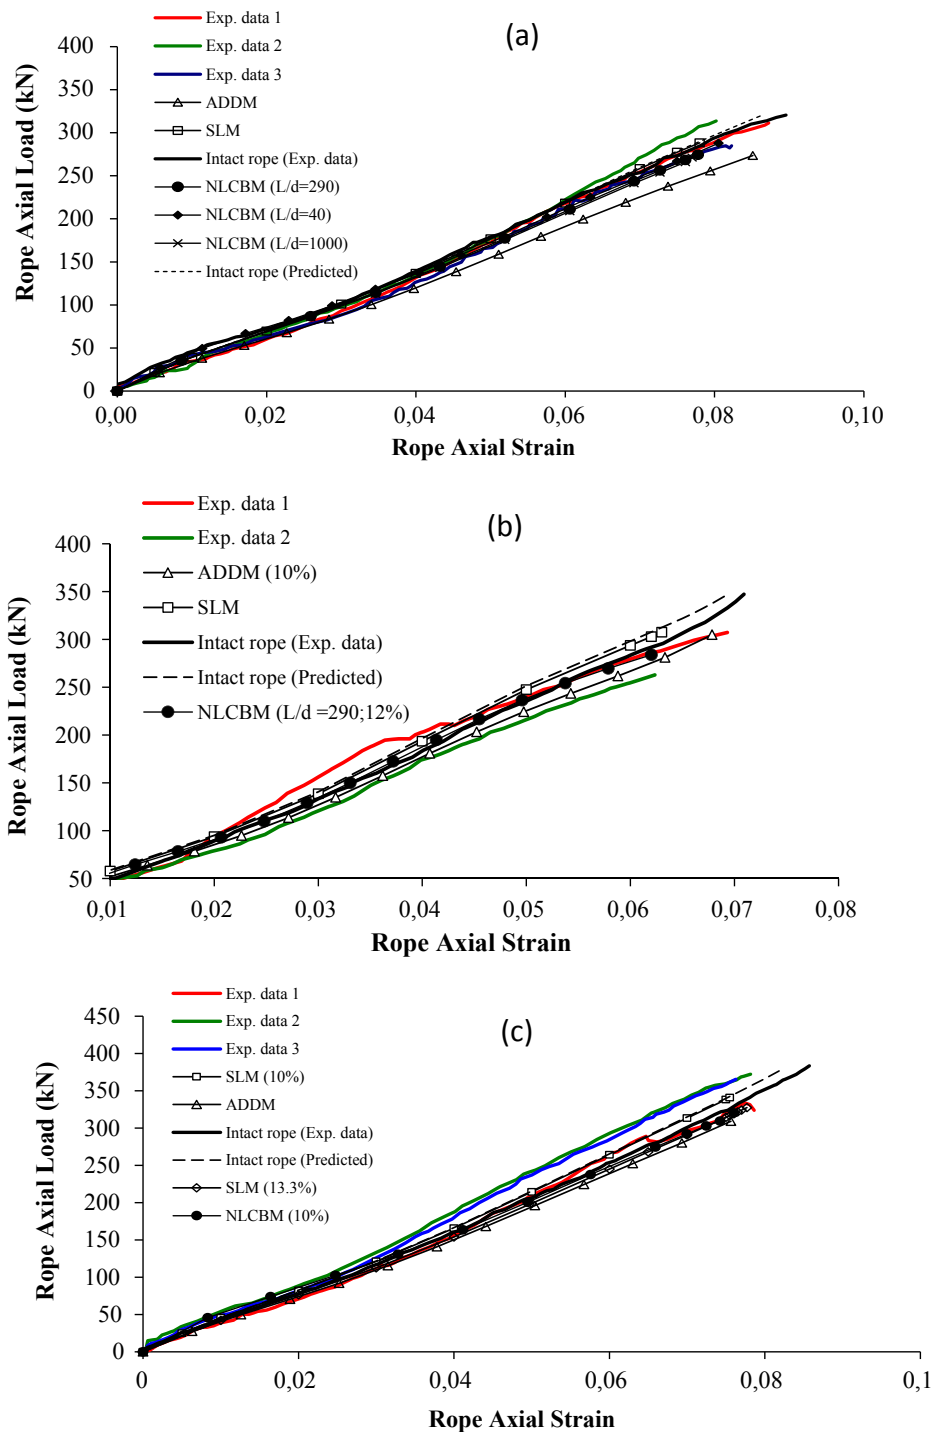 Exp. data 1
Exp. data 2
Exp. data 3
ADDM
SLM
Intact rope (Exp. data)
NLCBM (L/d=290)
NLCBM (L/d=40)
NLCBM (L/d=1000)
Intact rope (Predicted)
(a)
Rope Axial Load (kN)
400
350
300
250
200
150
100
50
0
0,00 0,02 0,04 0,06 0,08 0,10
Rope Axial Strain
Exp. data 1
Exp. data 2
ADDM (10%)
SLM
Intact rope (Exp. data)
Intact rope (Predicted)
NLCBM (L/d =290;12%)
(b)
Rope Axial Load (kN)
400
350
300
250
200
150
100
50
0,01 0,02 0,03 0,04 0,05 0,06 0,07 0,08
Rope Axial Strain
Exp. data 1
Exp. data 2
Exp. data 3
SLM (10%)
ADDM
Intact rope (Exp. data)
Intact rope (Predicted)
SLM (13.3%)
NLCBM (10%)
(c)
Rope Axial Load (kN)
450
400
350
300
250
200
150
100
50
0
0 0,02 0,04 0,06 0,08 0,1
Rope Axial Strain